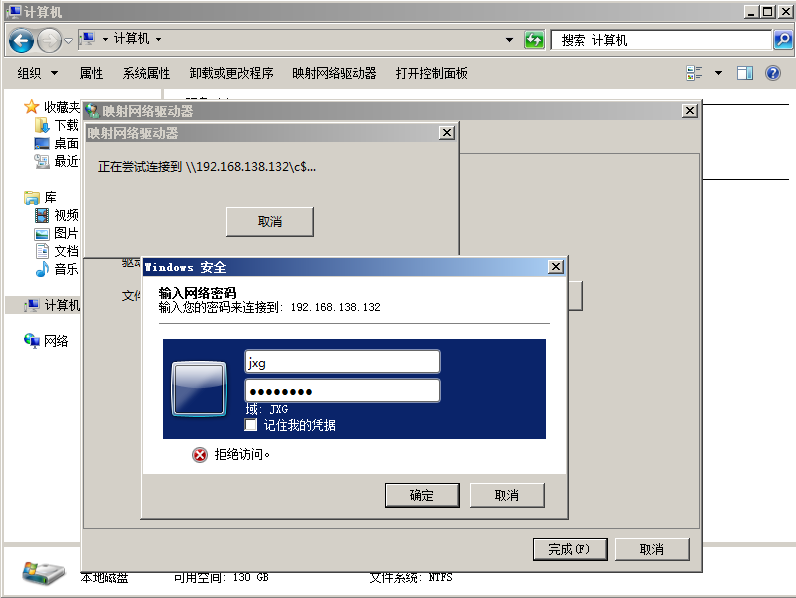 计算机
计算机
搜索 计算机
组织 属性 系统属性 卸载或更改程序 映射网络驱动器 打开控制面板
收藏夹
下载
桌面
最近
库
视频
图片
文档
音乐
计算机
网络
映射网络驱动器
映射网络驱动器
正在尝试连接到 \\192.168.138.132\c$...
取消
驱动
文件
Windows 安全
输入网络密码
输入您的密码来连接到: 192.168.138.132
jxg
●●●●●●●●
域: JXG
记住我的凭据
拒绝访问。
确定 取消
完成(F) 取消
本地磁盘 可用空间: 130 GB 文件系统: NTFS